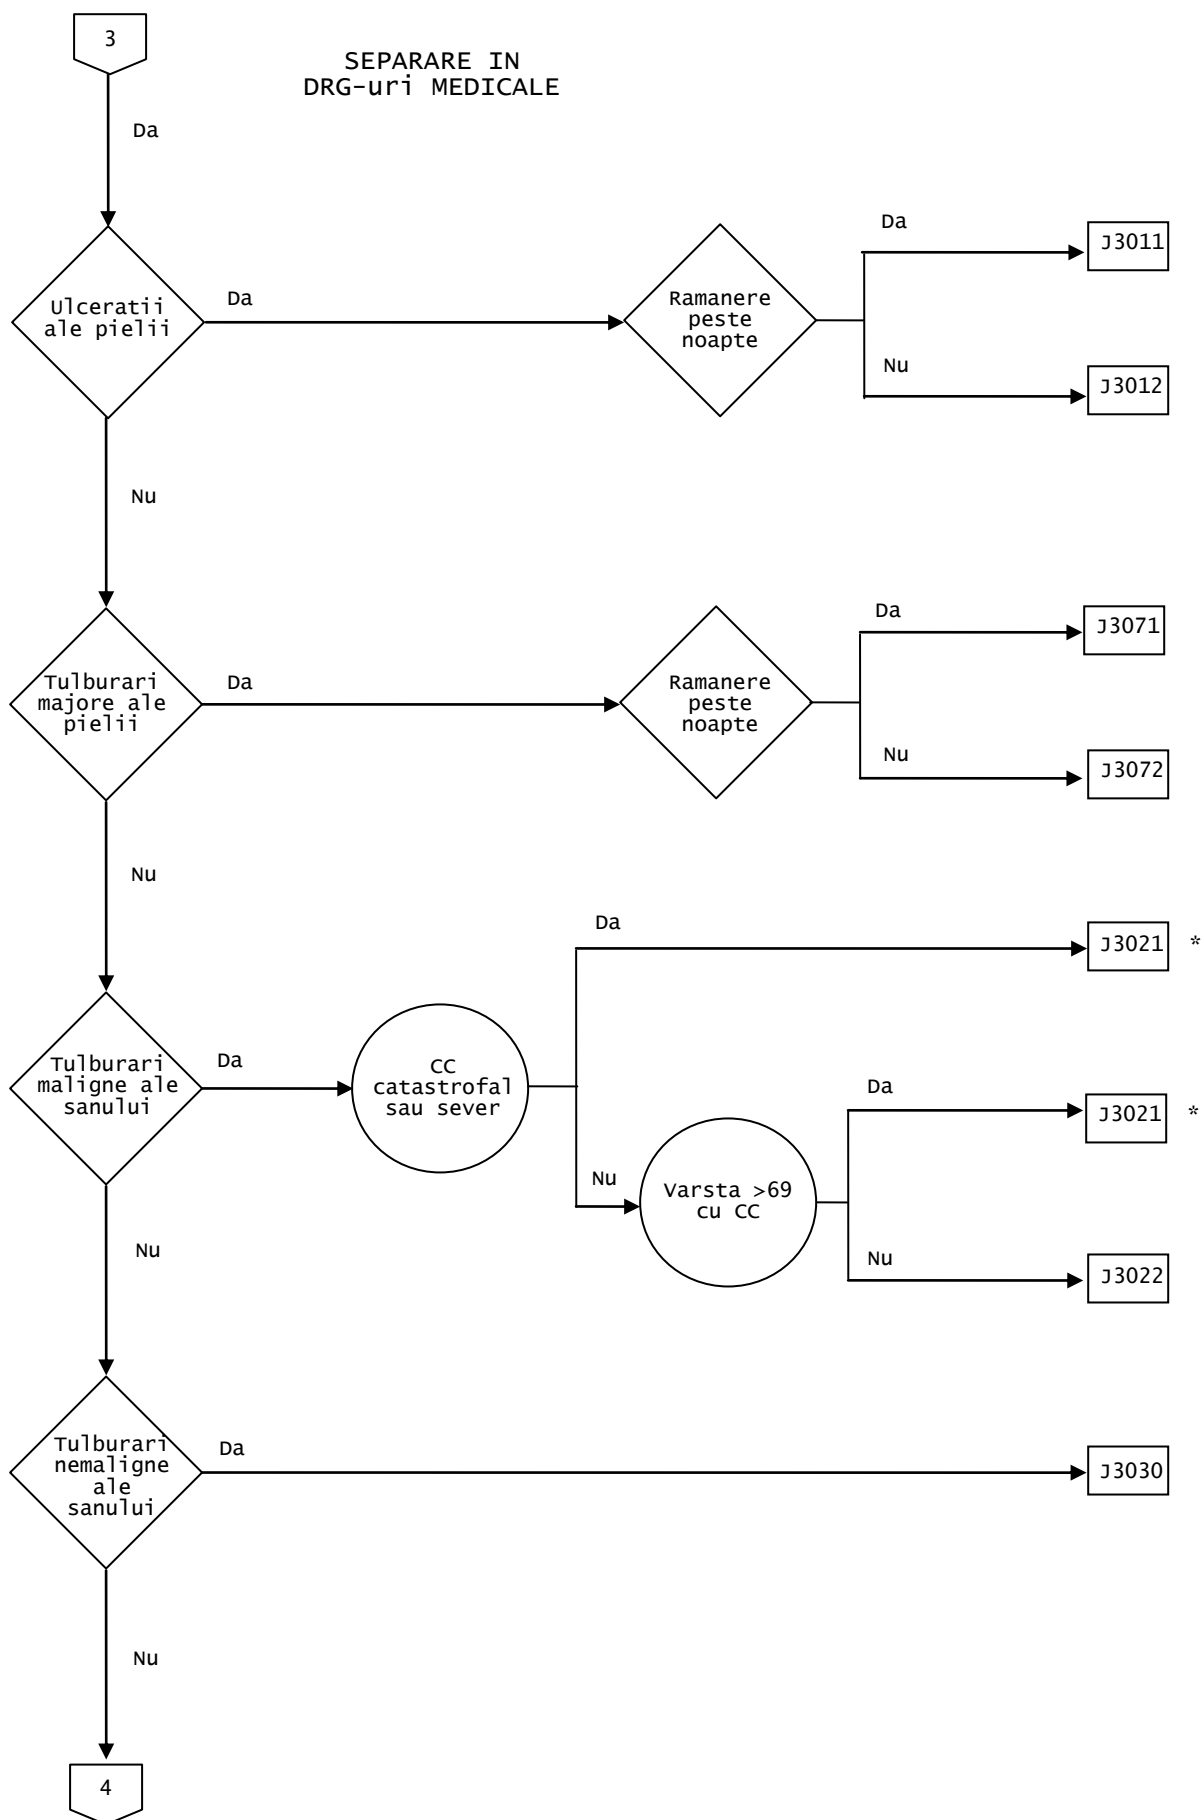 3
SEPARARE IN
DRG-uri MEDICALE
Da
Ulceratii
ale pielii
Da
Ramanere
peste
noapte
Da
J3011
Nu
J3012
Nu
Tulburari
majore ale
pielii
Da
Ramanere
peste
noapte
Da
J3071
Nu
J3072
Nu
Tulburari
maligne ale
sanului
Da
CC
catastrofal
sau sever
Da
J3021 *
Nu
Varsta >69
cu CC
Da
J3021 *
Nu
J3022
Nu
Tulburari
nemaligne
ale
sanului
Da
J3030
Nu
4